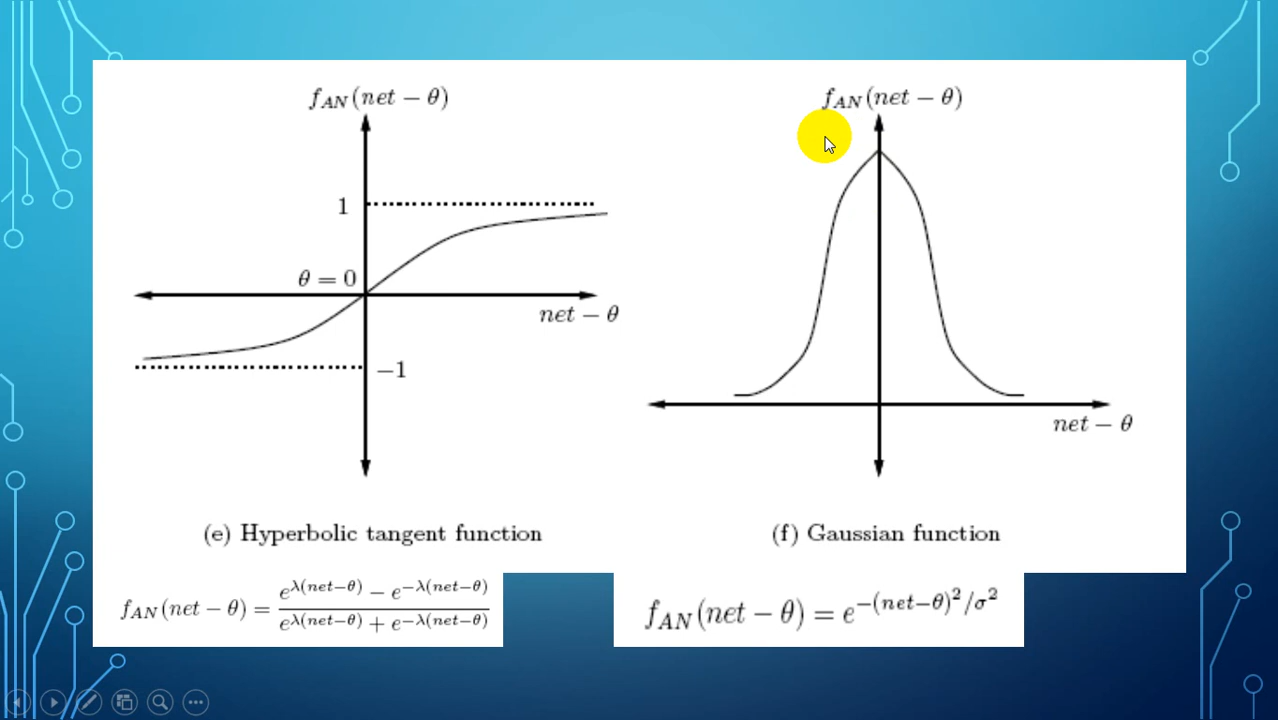 f_AN(net − θ)
1
θ = 0
net − θ
−1
(e) Hyperbolic tangent function
f_AN(net − θ) = (e^{λ(net−θ)} − e^{−λ(net−θ)}) / (e^{λ(net−θ)} + e^{−λ(net−θ)})
f_AN(net − θ)
net − θ
(f) Gaussian function
f_AN(net − θ) = e^{−(net−θ)²/σ²}